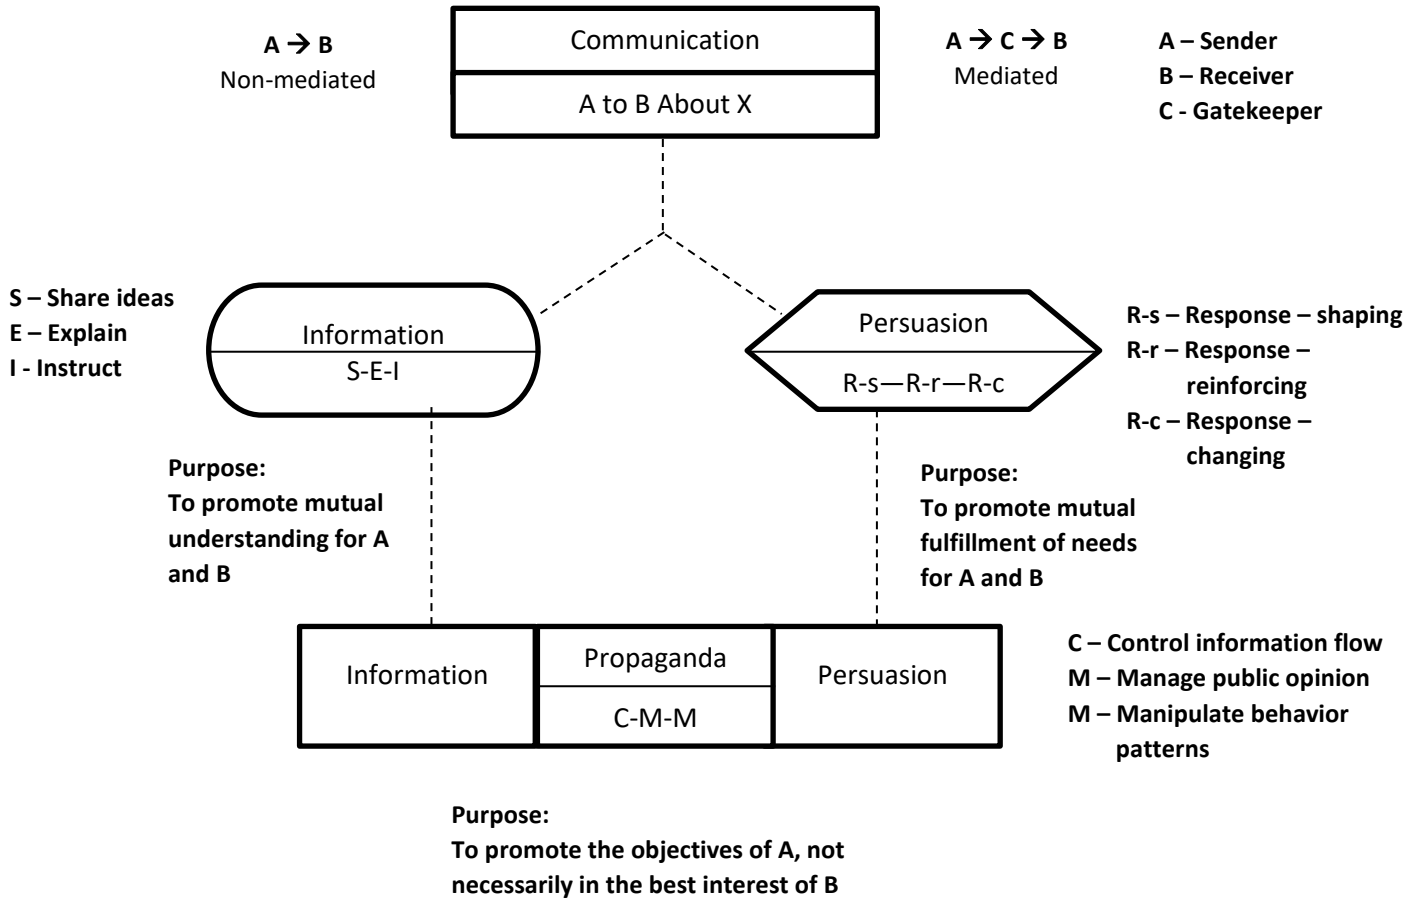 A → B
Non-mediated
Communication
A to B About X
A → C → B
Mediated
A – Sender
B – Receiver
C - Gatekeeper
S – Share ideas
E – Explain
I - Instruct
Information
S-E-I
Persuasion
R-s—R-r—R-c
R-s – Response – shaping
R-r – Response –
reinforcing
R-c – Response –
changing
Purpose:
To promote mutual
understanding for A
and B
Purpose:
To promote mutual
fulfillment of needs
for A and B
Information
Propaganda
C-M-M
Persuasion
C – Control information flow
M – Manage public opinion
M – Manipulate behavior
patterns
Purpose:
To promote the objectives of A, not
necessarily in the best interest of B